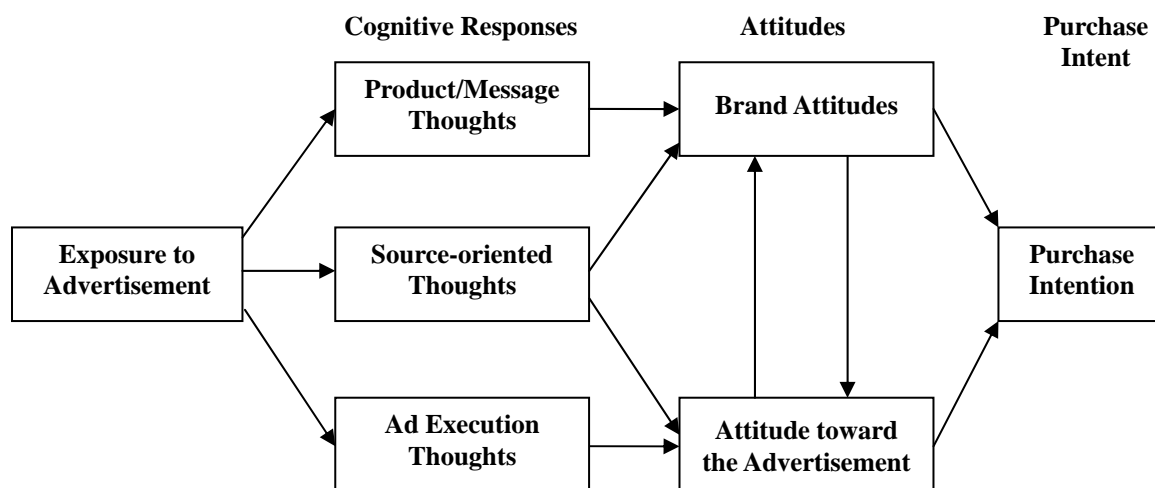 Cognitive Responses
Attitudes
Purchase
Intent
Product/Message
Thoughts
Brand Attitudes
Exposure to
Advertisement
Source-oriented
Thoughts
Purchase
Intention
Ad Execution
Thoughts
Attitude toward
the Advertisement